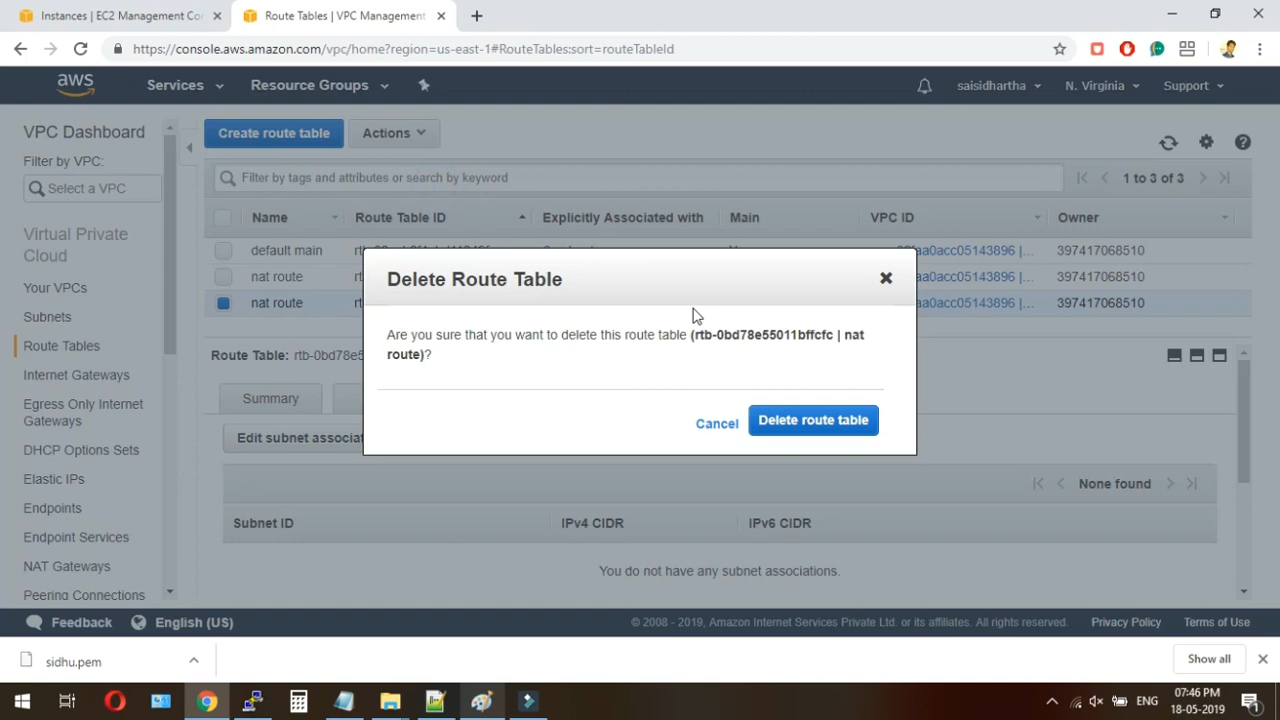 Instances | EC2 Management Con
Route Tables | VPC Management
https://console.aws.amazon.com/vpc/home?region=us-east-1#RouteTables:sort=routeTableId
aws
Services
Resource Groups
saisidhartha
N. Virginia
Support
VPC Dashboard
Filter by VPC:
Select a VPC
Virtual Private
Cloud
Your VPCs
Subnets
Route Tables
Internet Gateways
Egress Only Internet
Gateways
DHCP Options Sets
Elastic IPs
Endpoints
Endpoint Services
NAT Gateways
Peering Connections
Create route table
Actions
Filter by tags and attributes or search by keyword
1 to 3 of 3
Name
Route Table ID
Explicitly Associated with
Main
VPC ID
Owner
default main
faa0acc05143896 |...
397417068510
nat route
faa0acc05143896 |...
397417068510
nat route
faa0acc05143896 |...
397417068510
Delete Route Table
Are you sure that you want to delete this route table (rtb-0bd78e55011bffcfc | nat
route)?
Cancel
Delete route table
Route Table: rtb-0bd78e5
Summary
Edit subnet associat
None found
Subnet ID
IPv4 CIDR
IPv6 CIDR
You do not have any subnet associations.
Feedback
English (US)
© 2008 - 2019, Amazon Internet Services Private Ltd. or its affiliates. All rights reserved.
Privacy Policy
Terms of Use
sidhu.pem
Show all
ENG
07:46 PM
18-05-2019